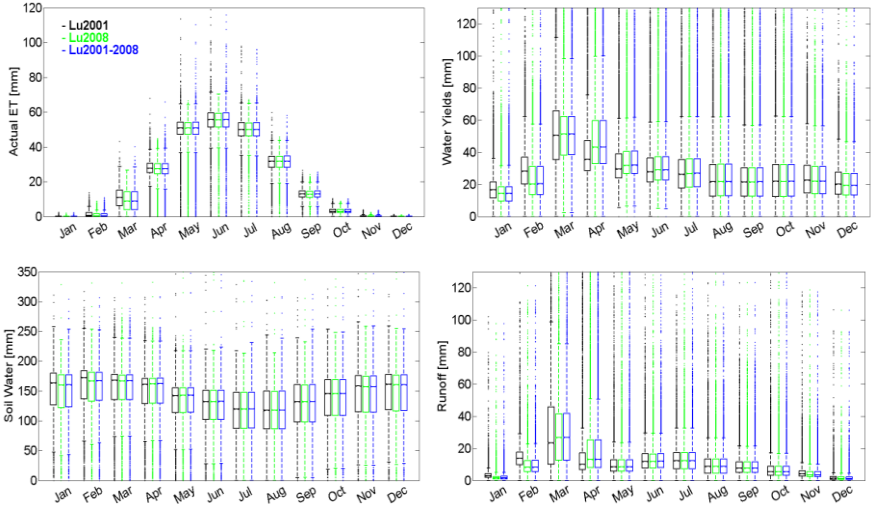 120
100
80
60
40
20
0
Actual ET [mm]
- Lu2001
- Lu2008
- Lu2001-2008
Jan Feb Mar Apr May Jun Jul Aug Sep Oct Nov Dec
120
100
80
60
40
20
0
Water Yields [mm]
Jan Feb Mar Apr May Jun Jul Aug Sep Oct Nov Dec
350
300
250
200
150
100
50
0
Soil Water [mm]
Jan Feb Mar Apr May Jun Jul Aug Sep Oct Nov Dec
120
100
80
60
40
20
0
Runoff [mm]
Jan Feb Mar Apr May Jun Jul Aug Sep Oct Nov Dec